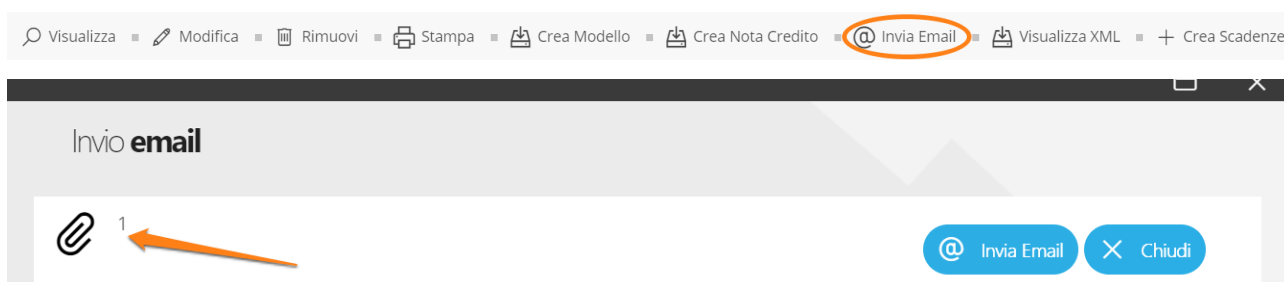 Visualizza Modifica Rimuovi Stampa Crea Modello Crea Nota Credito @ Invia Email Visualizza XML + Crea Scadenze
Invio email
1
@ Invia Email Chiudi